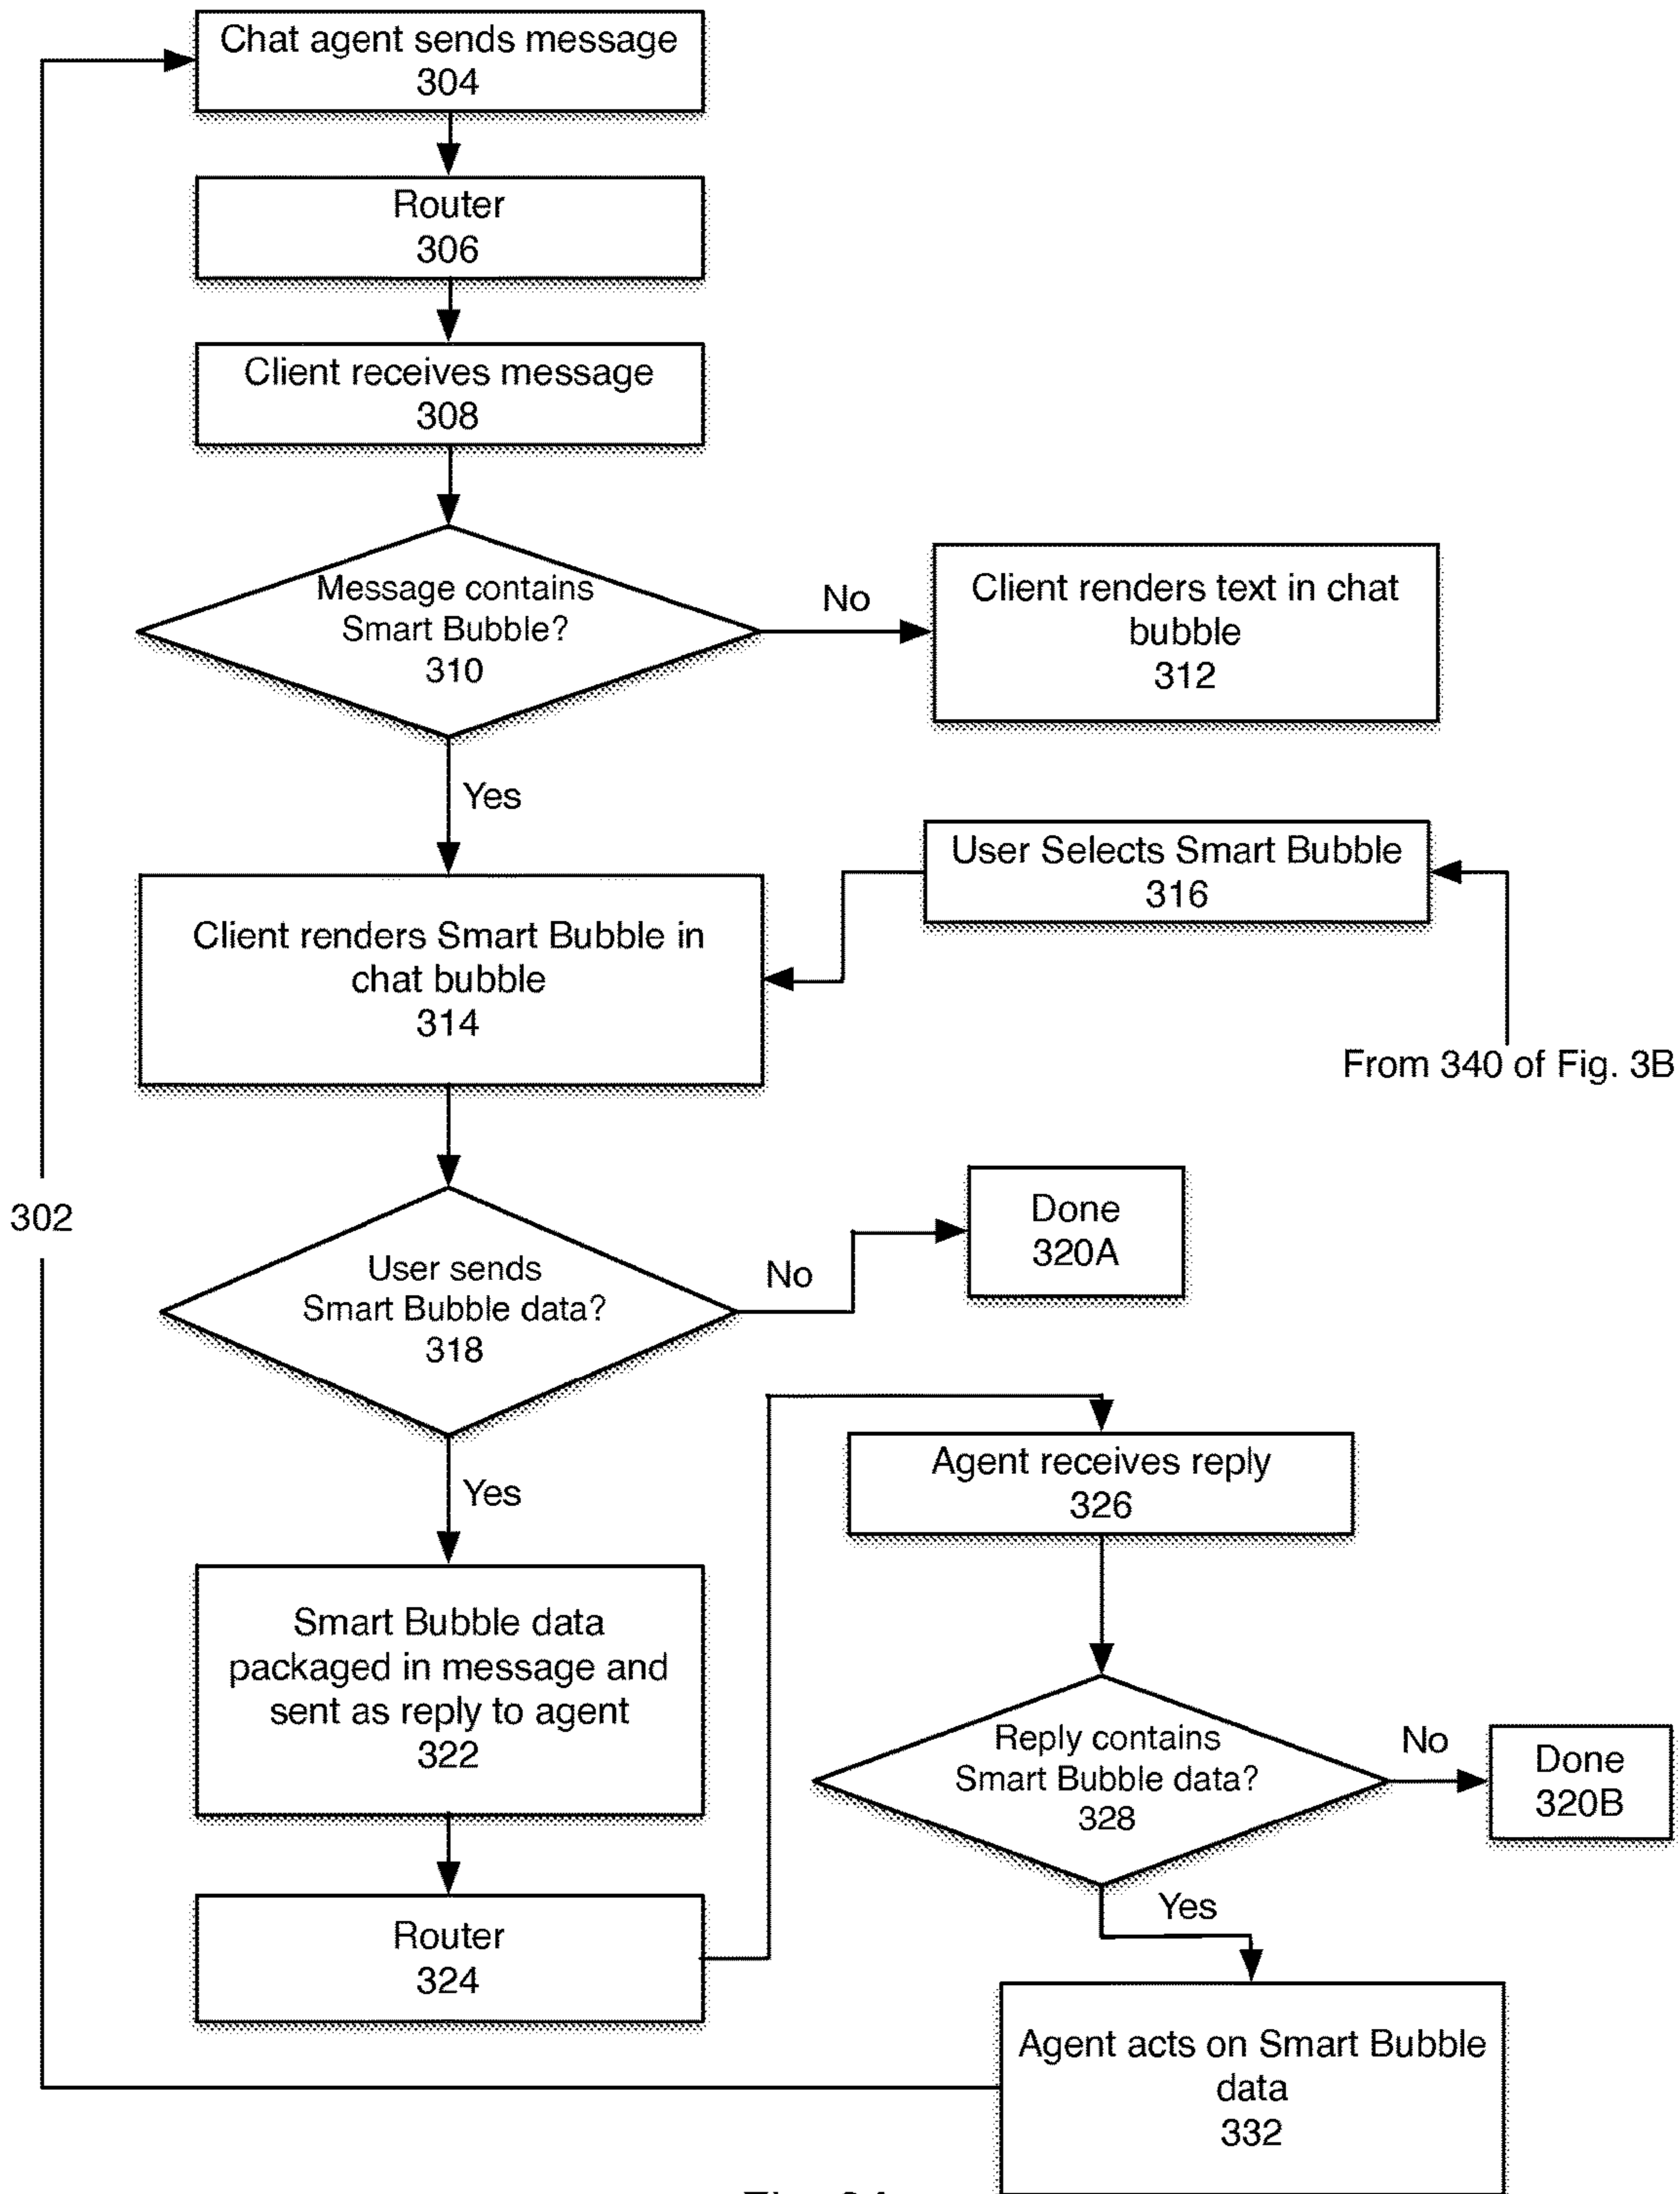 Chat agent sends message
304
Router
306
Client receives message
308
Message contains
Smart Bubble?
310
No
Client renders text in chat
bubble
312
Yes
User Selects Smart Bubble
316
Client renders Smart Bubble in
chat bubble
314
From 340 of Fig. 3B
302
User sends
Smart Bubble data?
318
No
Done
320A
Yes
Agent receives reply
326
Smart Bubble data
packaged in message and
sent as reply to agent
322
Reply contains
Smart Bubble data?
328
No
Done
320B
Yes
Router
324
Agent acts on Smart Bubble
data
332